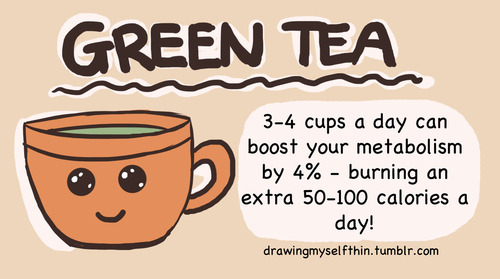 GREEN TEA
3-4 cups a day can
boost your metabolism
by 4% - burning an
extra 50-100 calories a
day!
drawingmyselfthin.tumblr.com